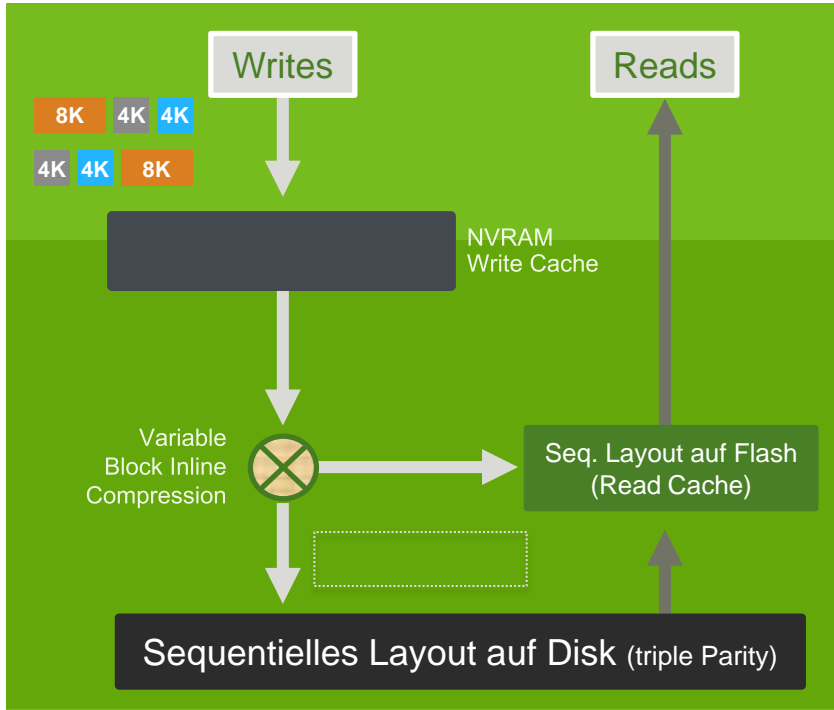 Writes
Reads
8K 4K 4K
4K 4K 8K
NVRAM
Write Cache
Variable
Block Inline
Compression
Seq. Layout auf Flash
(Read Cache)
Sequentielles Layout auf Disk (triple Parity)